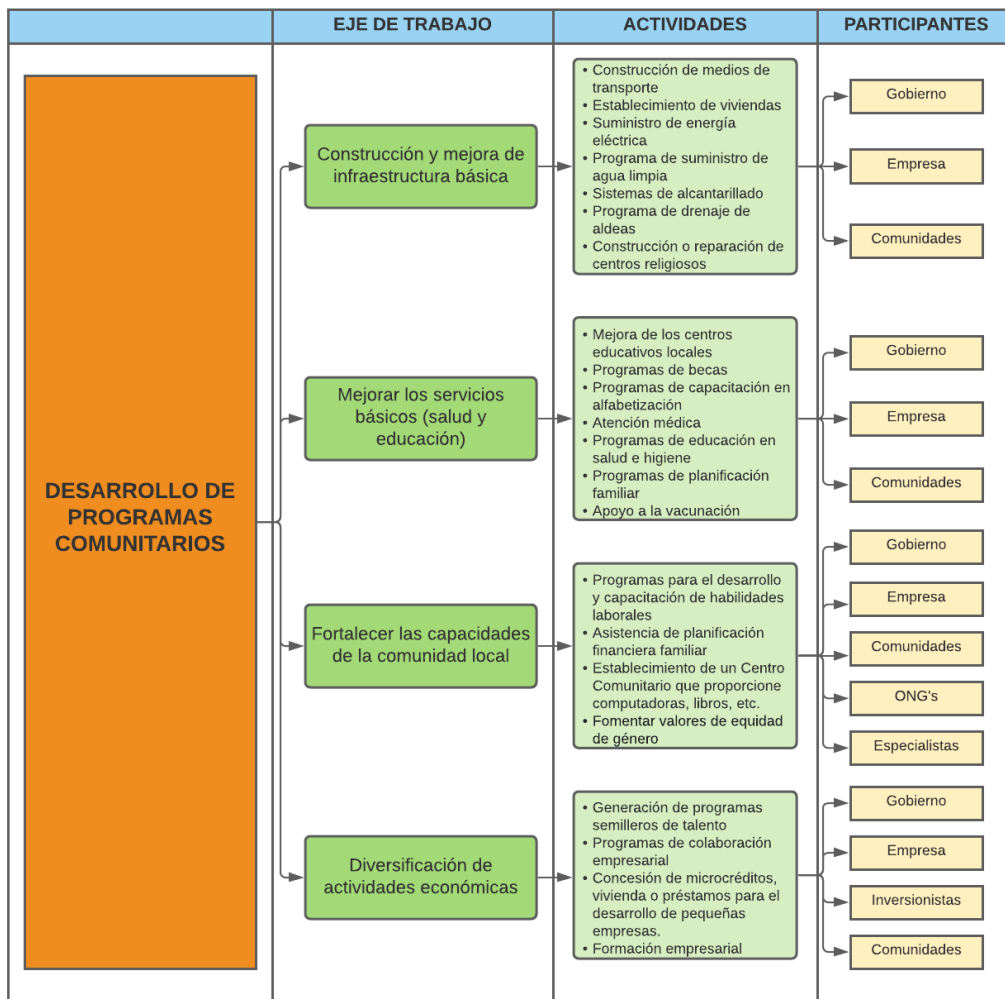 EJE DE TRABAJO
ACTIVIDADES
PARTICIPANTES
DESARROLLO DE
PROGRAMAS
COMUNITARIOS
Construcción y mejora de
infraestructura básica
• Construcción de medios de
transporte
• Establecimiento de viviendas
• Suministro de energía
eléctrica
• Programa de suministro de
agua limpia
• Sistemas de alcantarillado
• Programa de drenaje de
aldeas
• Construcción o reparación de
centros religiosos
Gobierno
Empresa
Comunidades
Mejorar los servicios
básicos (salud y
educación)
• Mejora de los centros
educativos locales
• Programas de becas
• Programas de capacitación en
alfabetización
• Atención médica
• Programas de educación en
salud e higiene
• Programas de planificación
familiar
• Apoyo a la vacunación
Gobierno
Empresa
Comunidades
Fortalecer las capacidades
de la comunidad local
• Programas para el desarrollo
y capacitación de habilidades
laborales
• Asistencia de planificación
financiera familiar
• Establecimiento de un Centro
Comunitario que proporcione
computadoras, libros, etc.
• Fomentar valores de equidad
de género
Gobierno
Empresa
Comunidades
ONG's
Especialistas
Diversificación de
actividades económicas
• Generación de programas
semilleros de talento
• Programas de colaboración
empresarial
• Concesión de microcréditos,
vivienda o préstamos para el
desarrollo de pequeñas
empresas.
• Formación empresarial
Gobierno
Empresa
Inversionistas
Comunidades